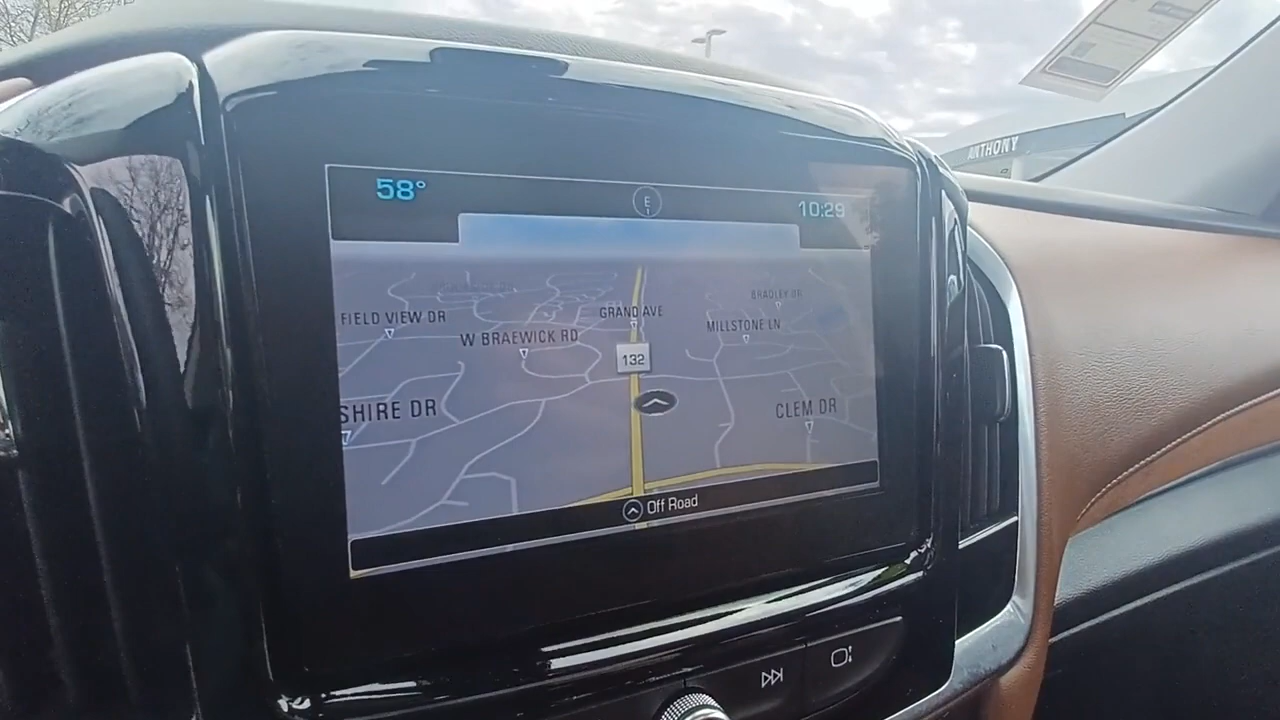 ANTHONY
58°
E
10:29
FIELD VIEW DR
W BRAEWICK RD
GRAND AVE
BRADLEY DR
MILLSTONE LN
132
SHIRE DR
CLEM DR
Off Road